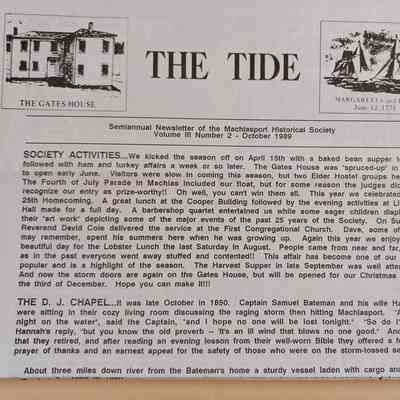 THE TIDE
THE GATES HOUSE
MARGARETTA and
June 12, 1775
Semiannual Newsletter of the Machiasport Historical Society
Volume III Number 2 - October 1989
SOCIETY ACTIVITIES...We kicked the season off on April 15th with a baked bean supper
followed with ham and turkey affairs a week or so later. The Gates House was 'spruced-up' in
to open early June. Visitors were slow in coming this season, but two Elder Hostel groups
The Fourth of July Parade in Machias included our float, but for some reason the judges di
recognize our entry as prize-worthy!! Oh well, you can't win them all. This year we celebrated
25th Homecoming. A great lunch at the Cooper Building followed by the evening activities at
Hall made for a full day. A barbershop quartet entertained us while some eager children displ
their 'art work' depicting some of the major events of the past 25 years of the Society. On Su
Reverend David Cole delivered the service at the First Congregational Church. Dave, some of
may remember, spent his summers here when he was growing up. Again this year we enjoy
beautiful day for the Lobster Lunch the last Saturday in August. People came from near and
as in the past everyone went away stuffed and contented!! This affair has become one of our
popular and is a highlight of the season. The Harvest Supper in late September was well atten
And now the storm doors are again on the Gates House, but will be opened for our Christmas
the third of December. Hope you can make it!!!
THE D. J. CHAPEL...It was late October in 1850. Captain Samuel Bateman and his wife Ha
were sitting in their cozy living room discussing the raging storm then hitting Machiasport. "A
night on the water", said the Captain, "and I hope no one will be lost tonight." "So do I"
Hannah's reply, "but you know the old proverb - 'It's an ill wind that blows no good'." And
that they retired, and after reading an evening lesson from their well-worn Bible they offered a
prayer of thanks and an earnest appeal for the safety of those who were on the storm-tossed se
About three miles down river from the Bateman's home a sturdy vessel laden with cargo and